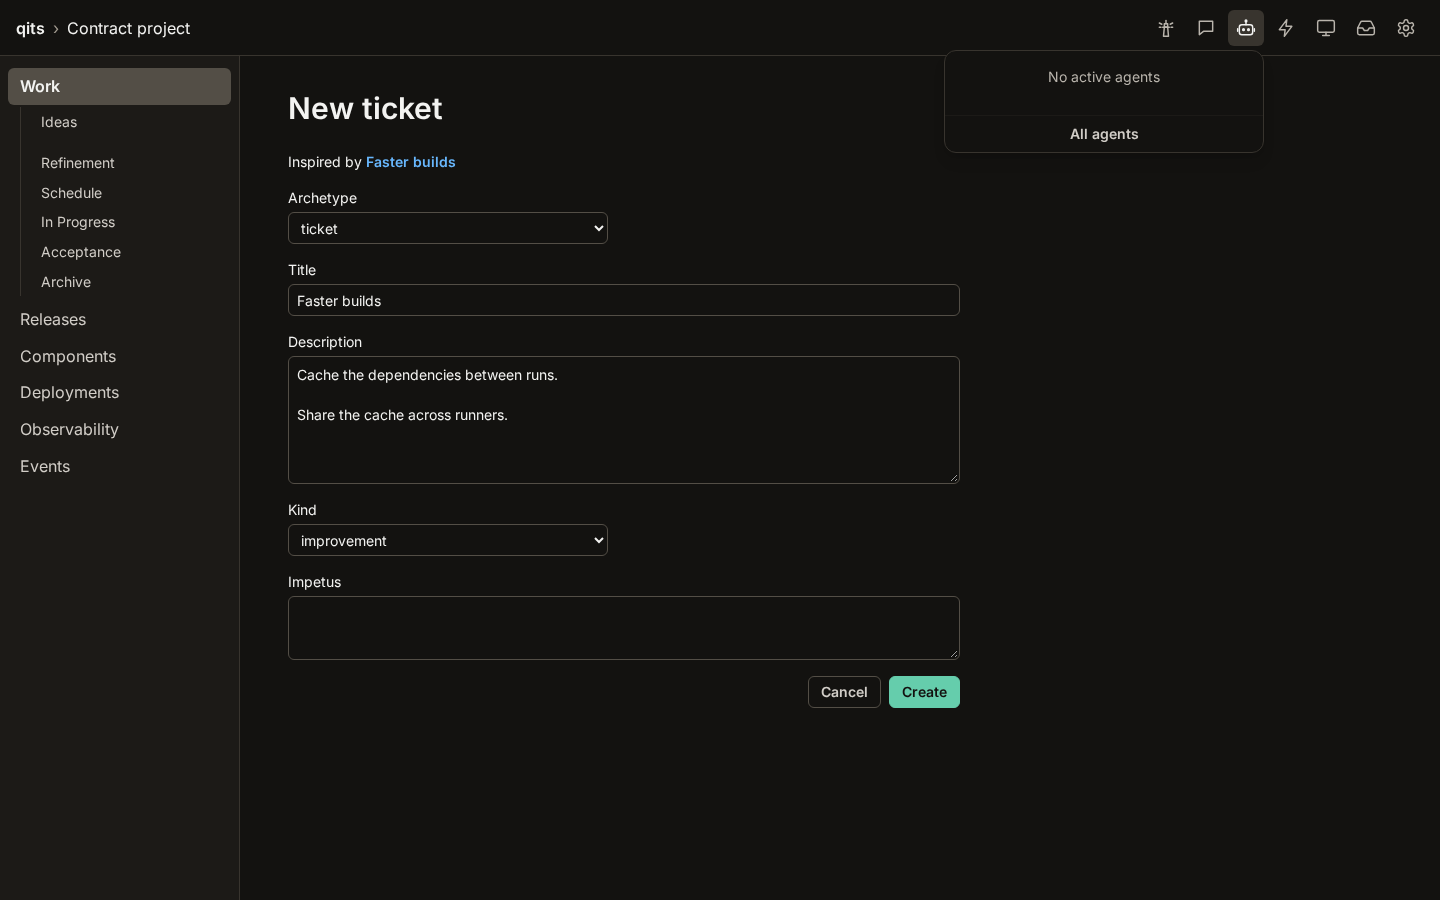 qits › Contract project
No active agents
All agents
Work
Ideas
Refinement
Schedule
In Progress
Acceptance
Archive
Releases
Components
Deployments
Observability
Events
New ticket
Inspired by Faster builds
Archetype
ticket
Title
Faster builds
Description
Cache the dependencies between runs.
Share the cache across runners.
Kind
improvement
Impetus
Cancel
Create